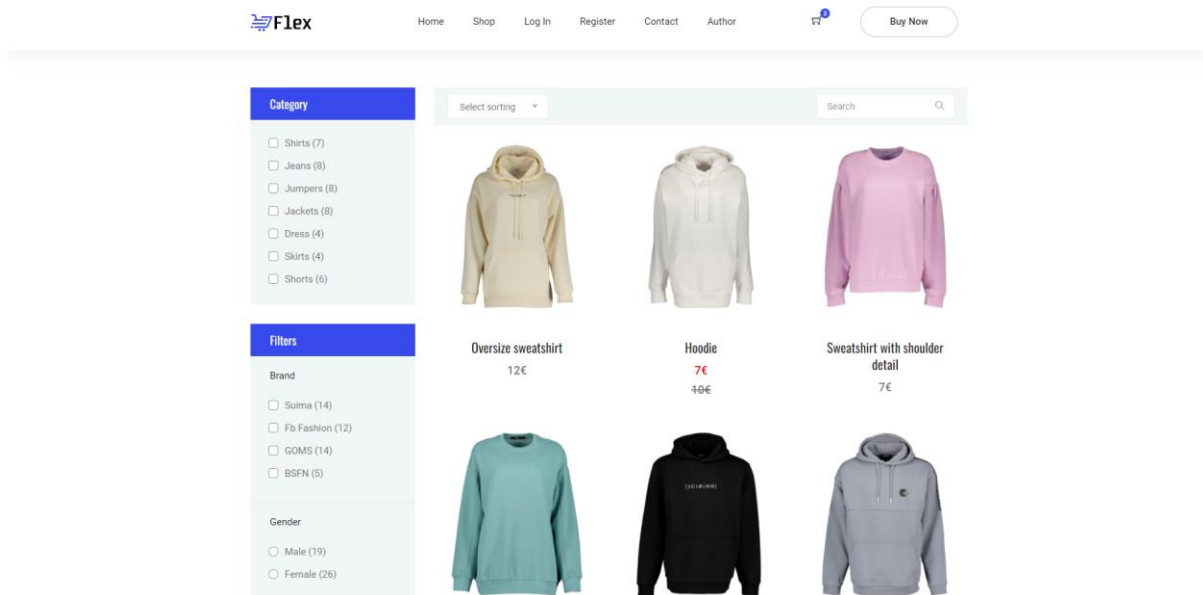 Flex
Home Shop Log In Register Contact Author
0
Buy Now
Category
Shirts (7)
Jeans (8)
Jumpers (8)
Jackets (8)
Dress (4)
Skirts (4)
Shorts (6)
Filters
Brand
Suima (14)
Fb Fashion (12)
GOMS (14)
BSFN (5)
Gender
Male (19)
Female (26)
Select sorting
Search
Oversize sweatshirt
12€
Hoodie
7€
10€
Sweatshirt with shoulder
detail
7€